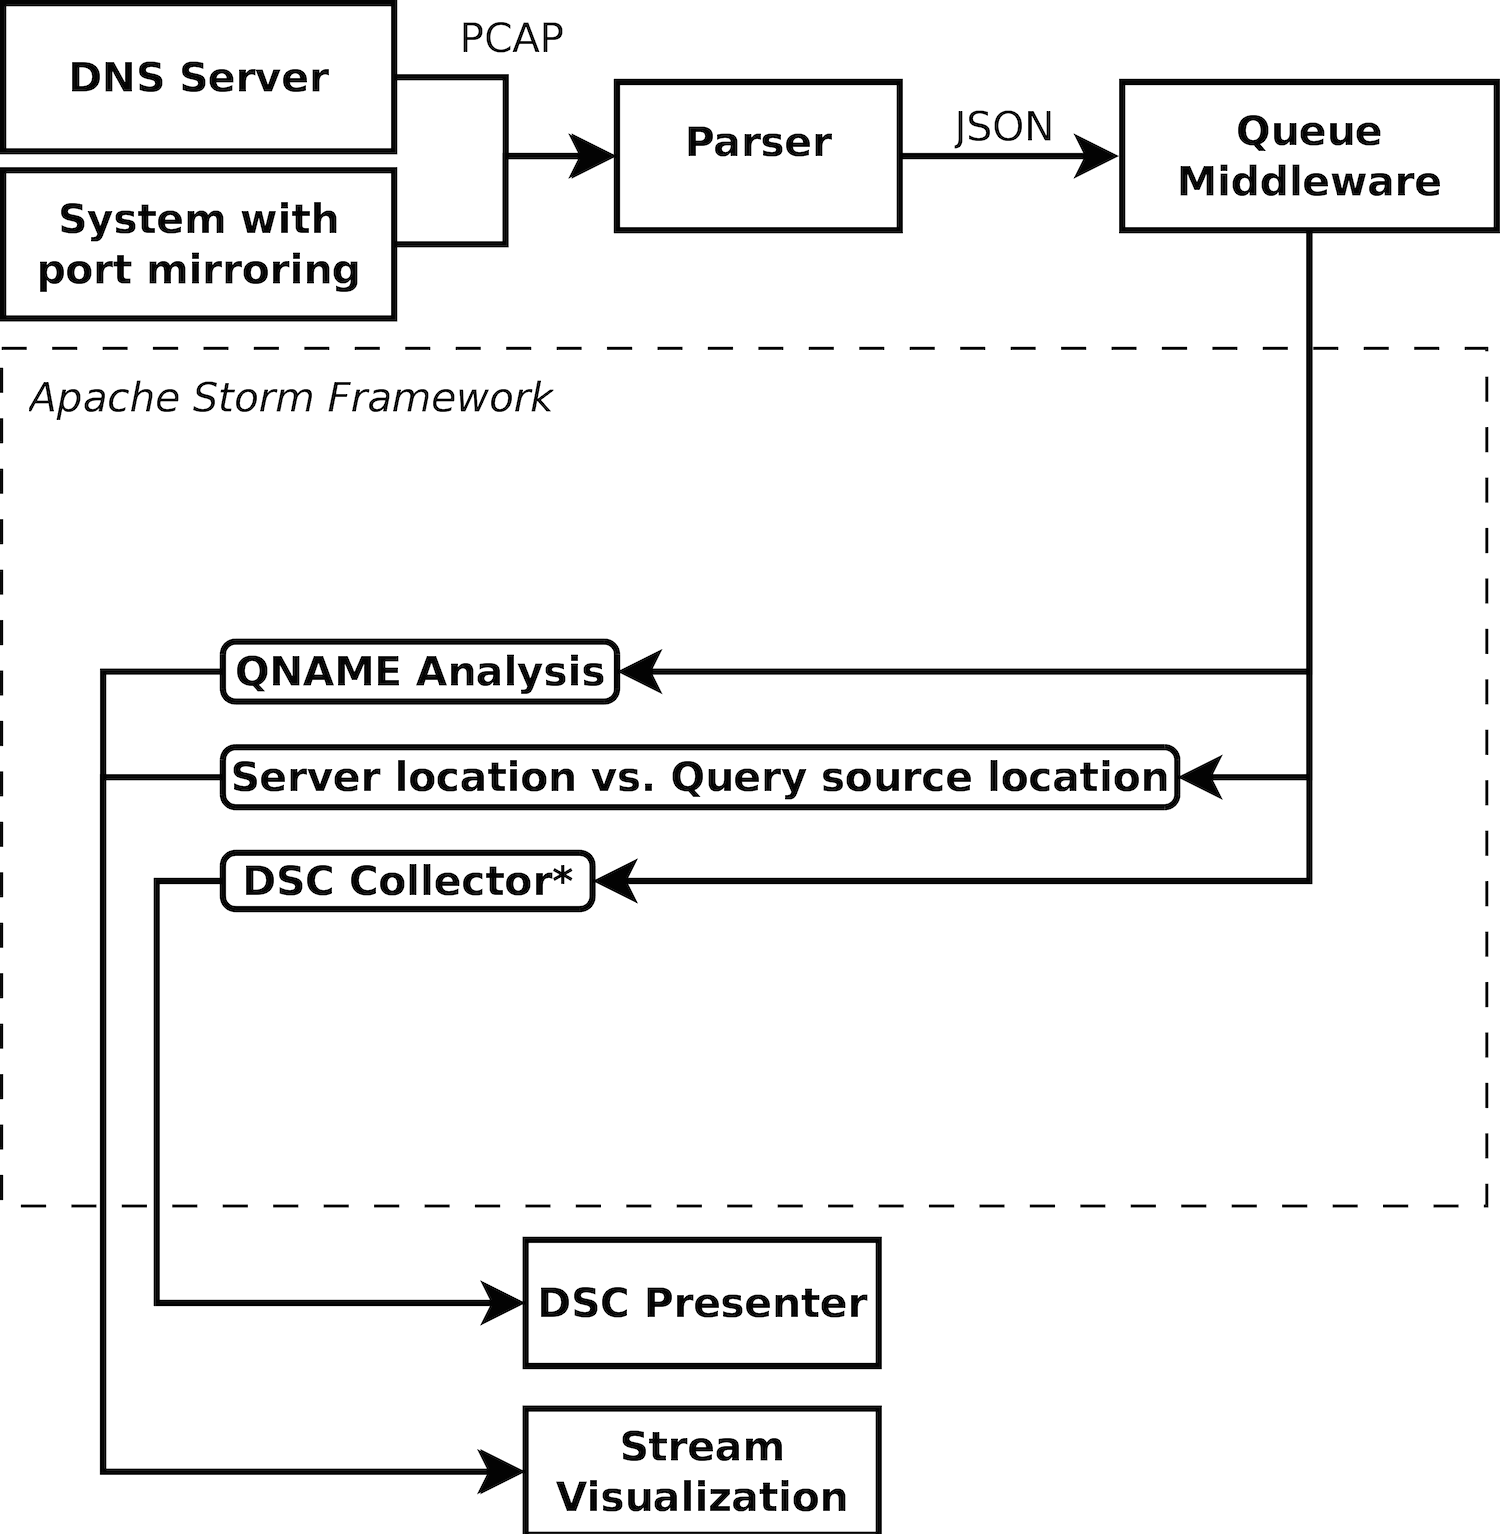 PCAP
DNS Server
System with
port mirroring
Parser
JSON
Queue
Middleware
Apache Storm Framework
QNAME Analysis
Server location vs. Query source location
DSC Collector*
DSC Presenter
Stream
Visualization